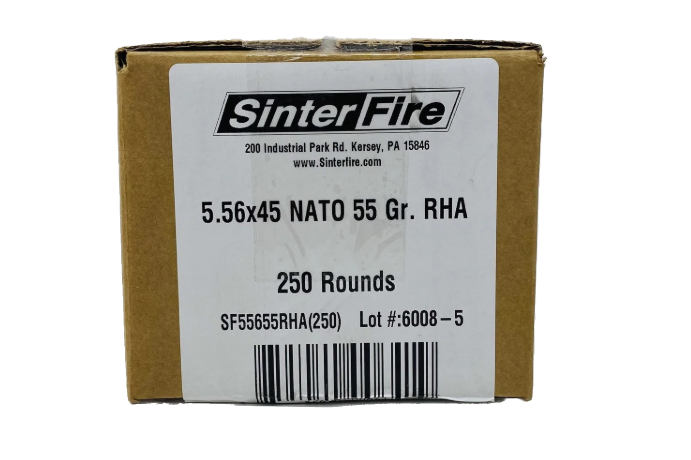 SinterFire
200 Industrial Park Rd. Kersey, PA 15846
www.Sinterfire.com
5.56x45 NATO 55 Gr. RHA
250 Rounds
SF55655RHA(250) Lot #:6008-5